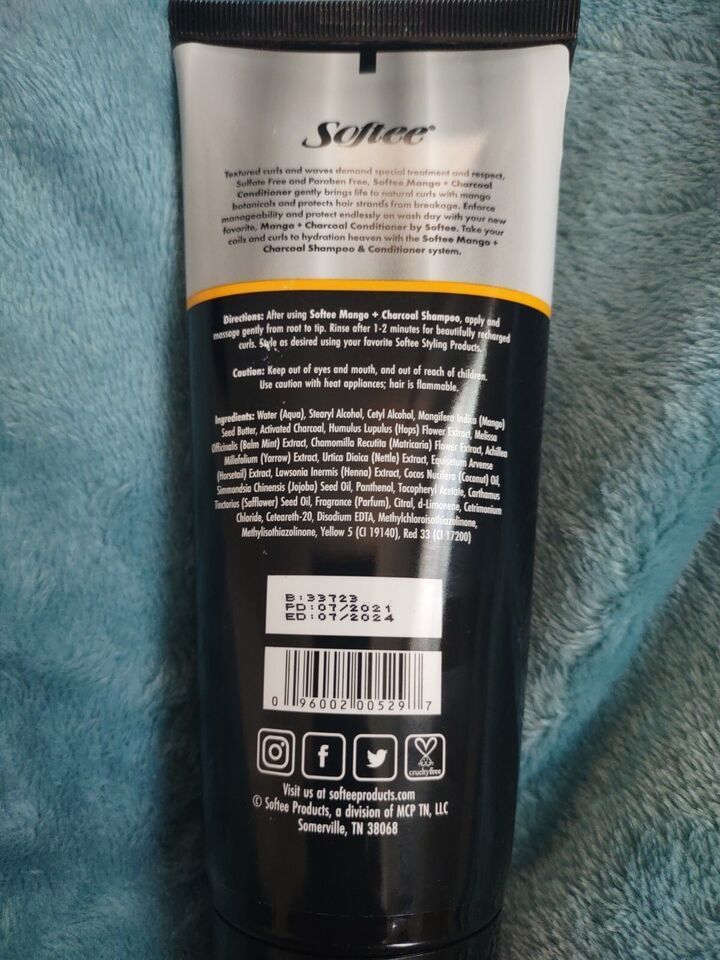 Softee®
Textured curls and waves demand special treatment and respect,
Sulfate Free and Paraben Free, Softee Mango + Charcoal
Conditioner gently brings life to natural curls with mango
botanicals and protects hair strands from breakage. Enforce
manageability and protect endlessly on wash day with your new
favorite, Mango + Charcoal Conditioner by Softee. Take your
coils and curls to hydration heaven with the Softee Mango +
Charcoal Shampoo & Conditioner system.
Directions: After using Softee Mango + Charcoal Shampoo, apply and
massage gently from root to tip. Rinse after 1-2 minutes for beautifully recharged
curls. Style as desired using your favorite Softee Styling Products.
Caution: Keep out of eyes and mouth, and out of reach of children.
Use caution with heat appliances; hair is flammable.
Ingredients: Water (Aqua), Stearyl Alcohol, Cetyl Alcohol, Mangifera Indica (Mango)
Seed Butter, Activated Charcoal, Humulus Lupulus (Hops) Flower Extract, Melissa
Officinalis (Balm Mint) Extract, Chamomilla Recutita (Matricaria) Flower Extract, Achillea
Millefolium (Yarrow) Extract, Urtica Dioica (Nettle) Extract, Equisetum Arvense
(Horsetail) Extract, Lawsonia Inermis (Henna) Extract, Cocos Nucifera (Coconut) Oil,
Simmondsia Chinensis (Jojoba) Seed Oil, Panthenol, Tocopheryl Acetate, Carthamus
Tinctorius (Safflower) Seed Oil, Fragrance (Parfum), Citral, d-Limonene, Cetrimonium
Chloride, Ceteareth-20, Disodium EDTA, Methylchloroisothiazolinone,
Methylisothiazolinone, Yellow 5 (CI 19140), Red 33 (CI 17200)
B:33723
PD:07/2021
ED:07/2024
0 96002 00529 7
crueltyfree
Visit us at softeeproducts.com
© Softee Products, a division of MCP TN, LLC
Somerville, TN 38068